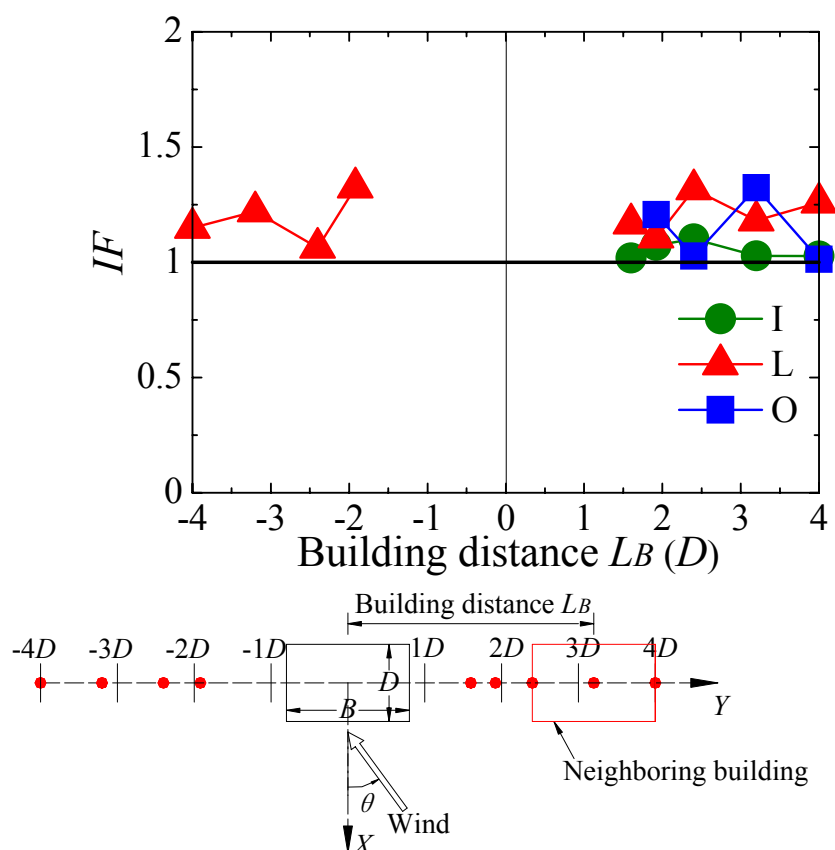 2
1.5
1
0.5
0
IF
I
L
O
-4 -3 -2 -1 0 1 2 3 4
Building distance LB (D)
Building distance LB
-4D -3D -2D -1D 1D 2D 3D 4D
D
B
Y
Neighboring building
θ
Wind
X